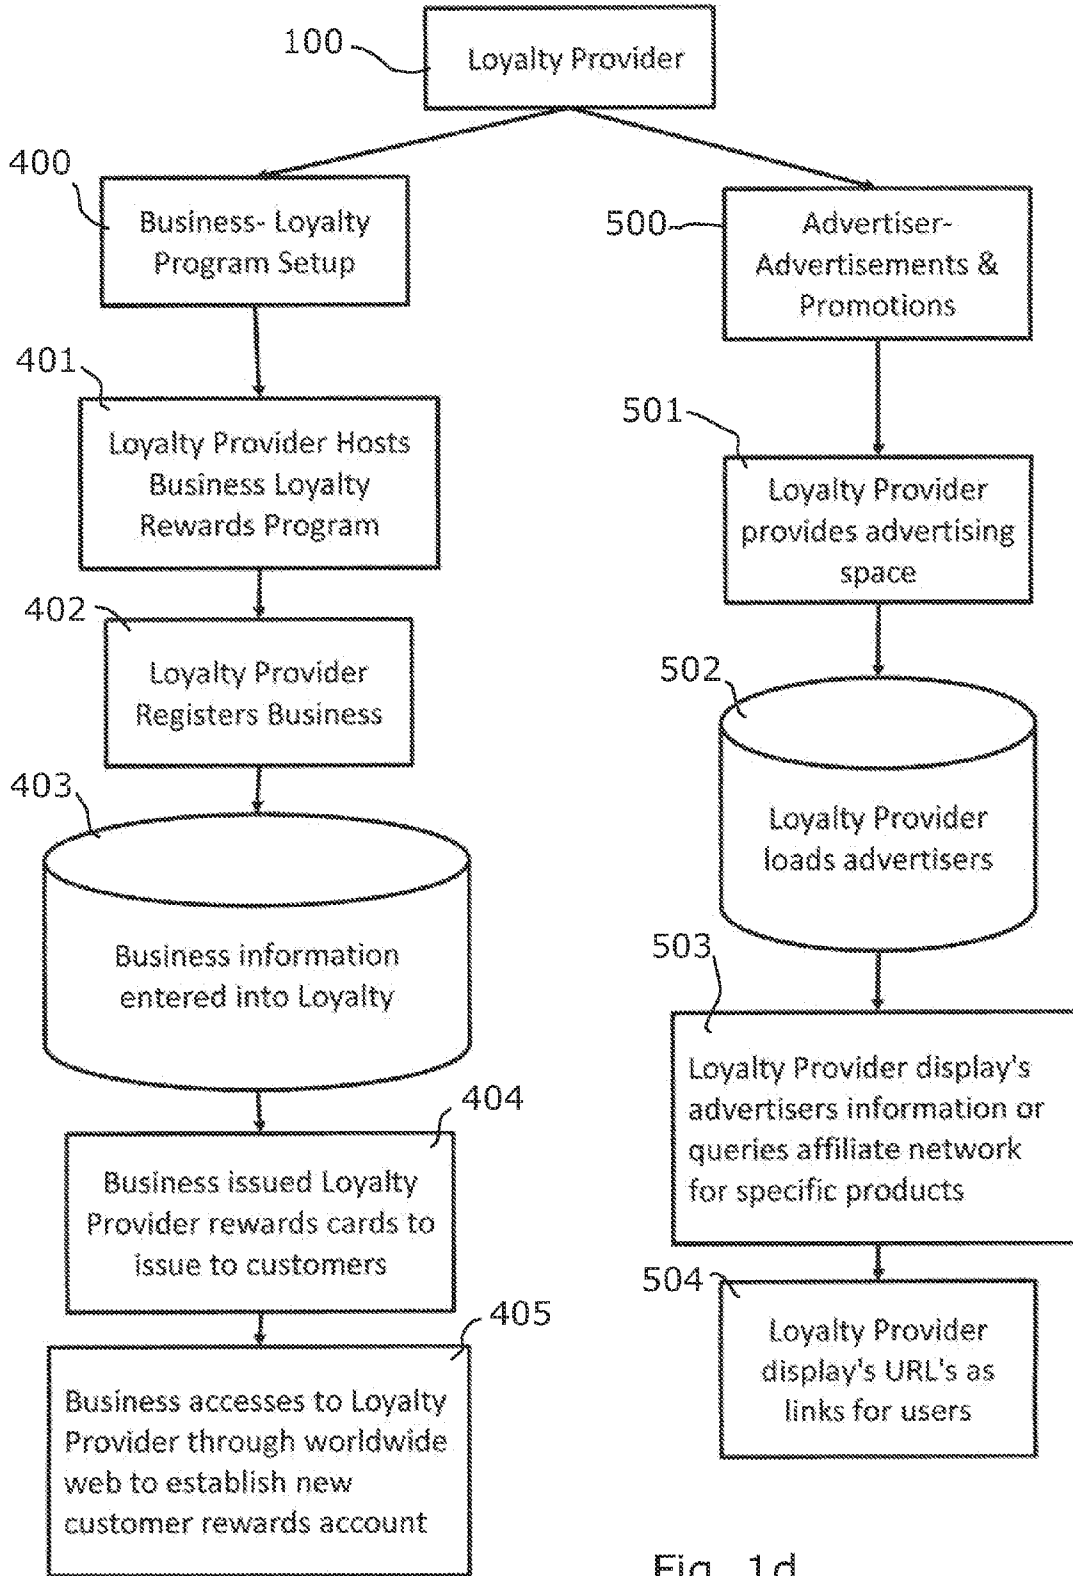 100
Loyalty Provider
400
Business- Loyalty
Program Setup
401
Loyalty Provider Hosts
Business Loyalty
Rewards Program
402
Loyalty Provider
Registers Business
403
Business information
entered into Loyalty
404
Business issued Loyalty
Provider rewards cards to
issue to customers
405
Business accesses to Loyalty
Provider through worldwide
web to establish new
customer rewards account
500
Advertiser-
Advertisements &
Promotions
501
Loyalty Provider
provides advertising
space
502
Loyalty Provider
loads advertisers
503
Loyalty Provider display's
advertisers information or
queries affiliate network
for specific products
504
Loyalty Provider
display's URL's as
links for users
Fig. 1d